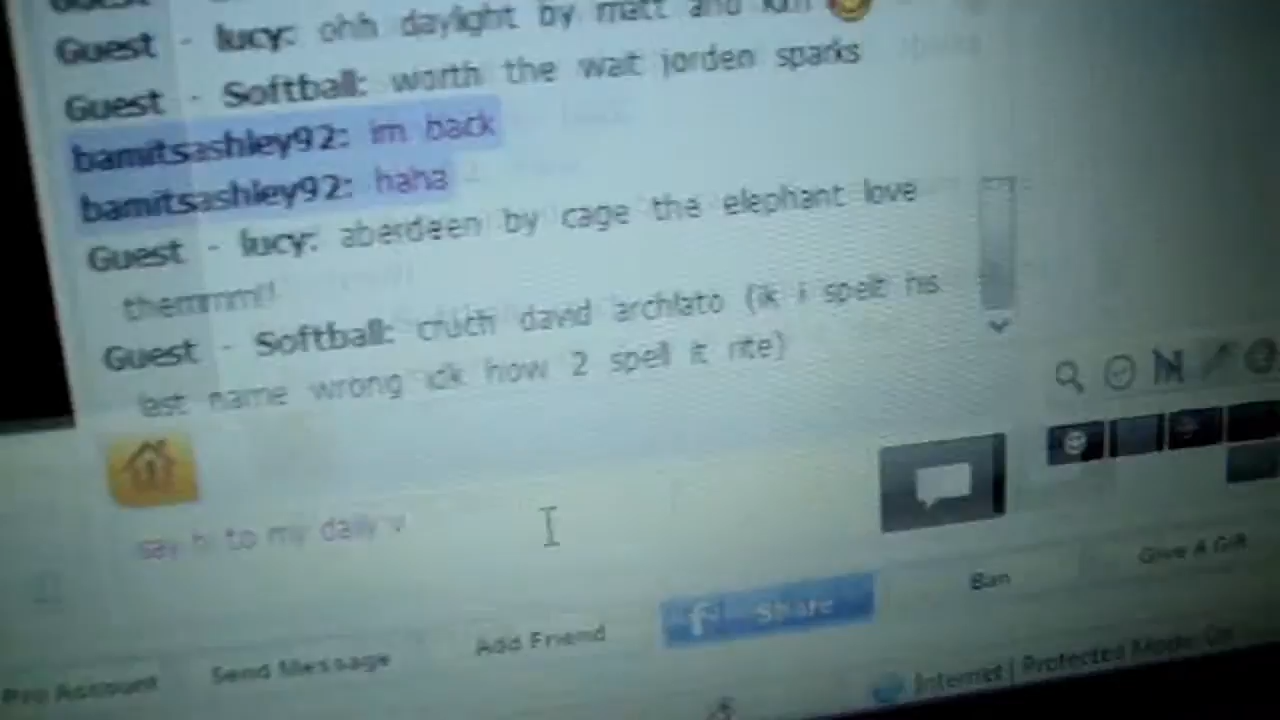 Guest - lucy: ohh daylight by matt and kim
Guest - Softball: worth the wait jorden sparks
bamitsashley92: im back
bamitsashley92: haha
Guest - lucy: aberdeen by cage the elephant love
themmm!!
Guest - Softball: cruch david archlato (ik i spelt his
last name wrong idk how 2 spell it rite)
say hi to my daily v
Share
Ban
Give A Gift
Pro Account
Send Message
Add Friend
Internet | Protected Mode: On